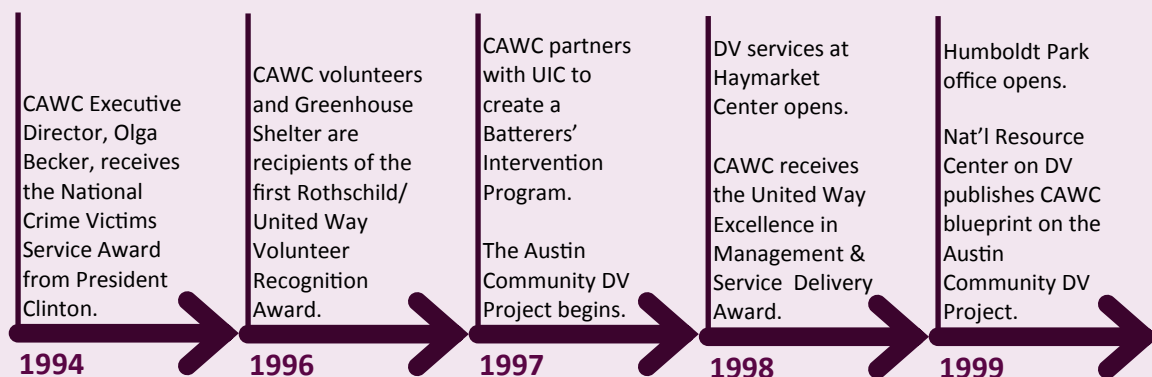 CAWC Executive
Director, Olga
Becker, receives
the National
Crime Victims
Service Award
from President
Clinton.
1994
CAWC volunteers
and Greenhouse
Shelter are
recipients of the
first Rothschild/
United Way
Volunteer
Recognition
Award.
1996
CAWC partners
with UIC to
create a
Batterers’
Intervention
Program.
The Austin
Community DV
Project begins.
1997
DV services at
Haymarket
Center opens.
CAWC receives
the United Way
Excellence in
Management &
Service Delivery
Award.
1998
Humboldt Park
office opens.
Nat’l Resource
Center on DV
publishes CAWC
blueprint on the
Austin
Community DV
Project.
1999